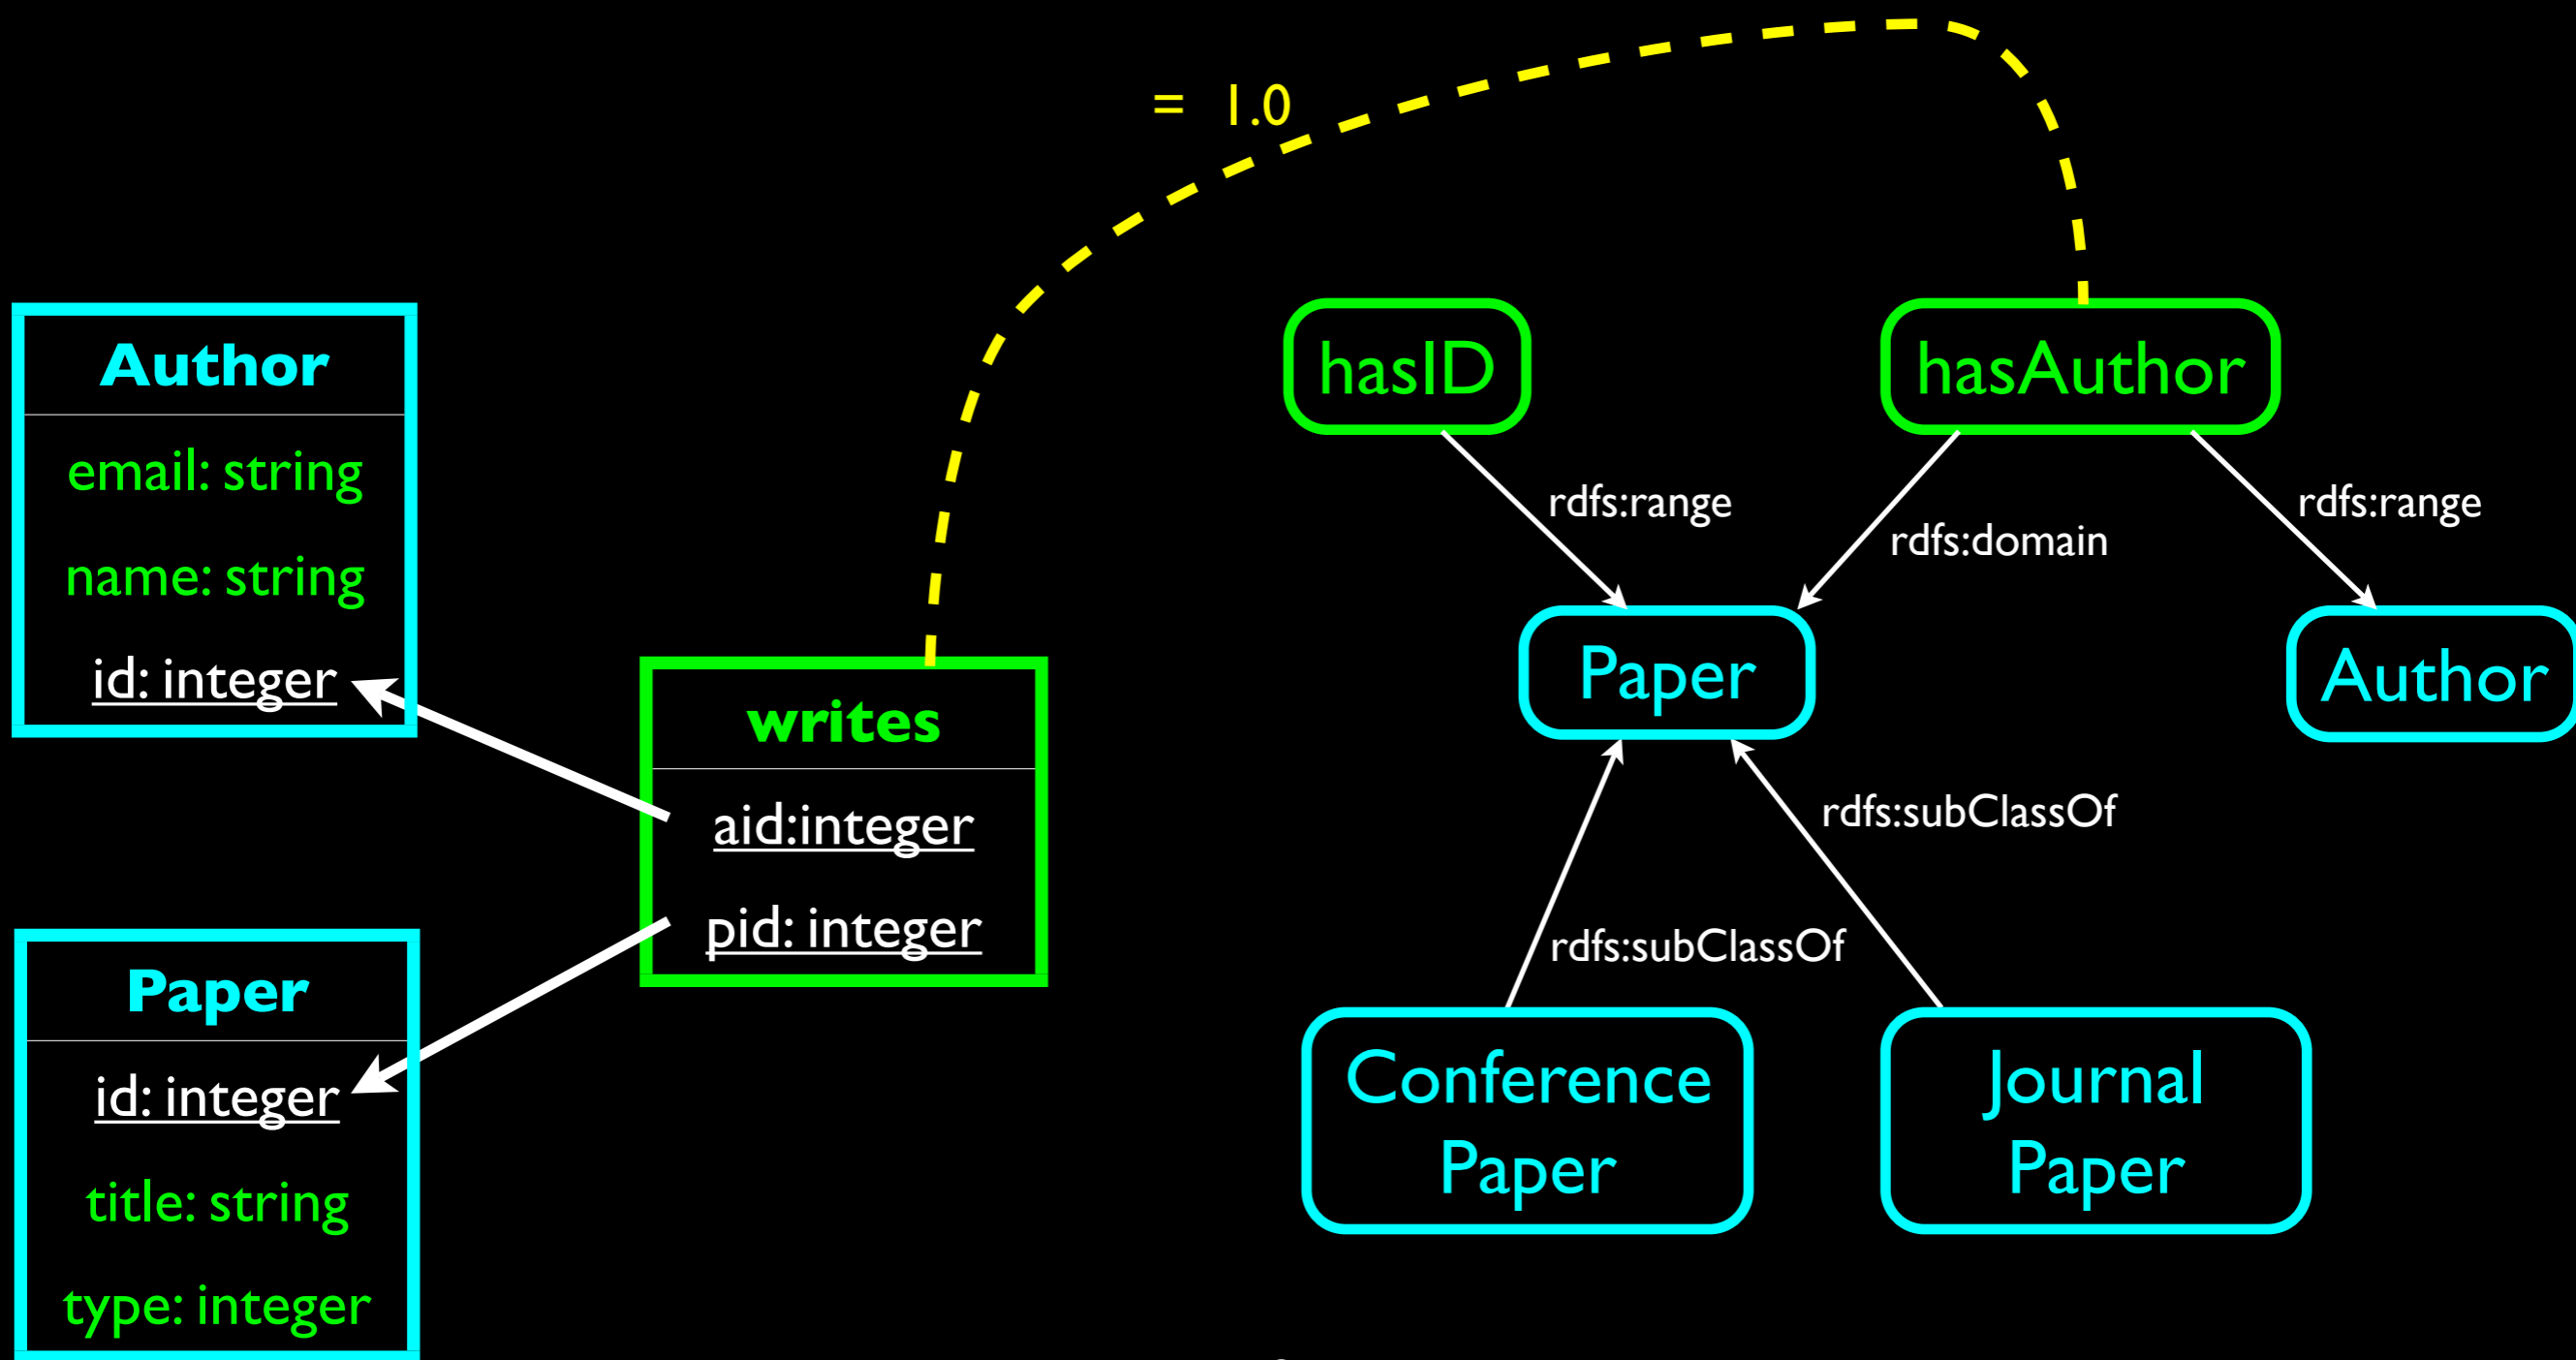 = 1.0
Author
email: string
name: string
id: integer
writes
aid:integer
pid: integer
Paper
id: integer
title: string
type: integer
hasID
hasAuthor
rdfs:range
rdfs:domain
rdfs:range
Paper
Author
rdfs:subClassOf
rdfs:subClassOf
Conference
Paper
Journal
Paper